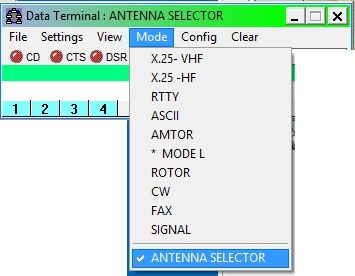 Data Terminal : ANTENNA SELECTOR
File Settings View Mode Config Clear
CD CTS DSR
X.25- VHF
X.25 -HF
RTTY
ASCII
AMTOR
* MODE L
ROTOR
CW
FAX
SIGNAL
ANTENNA SELECTOR
1 2 3 4